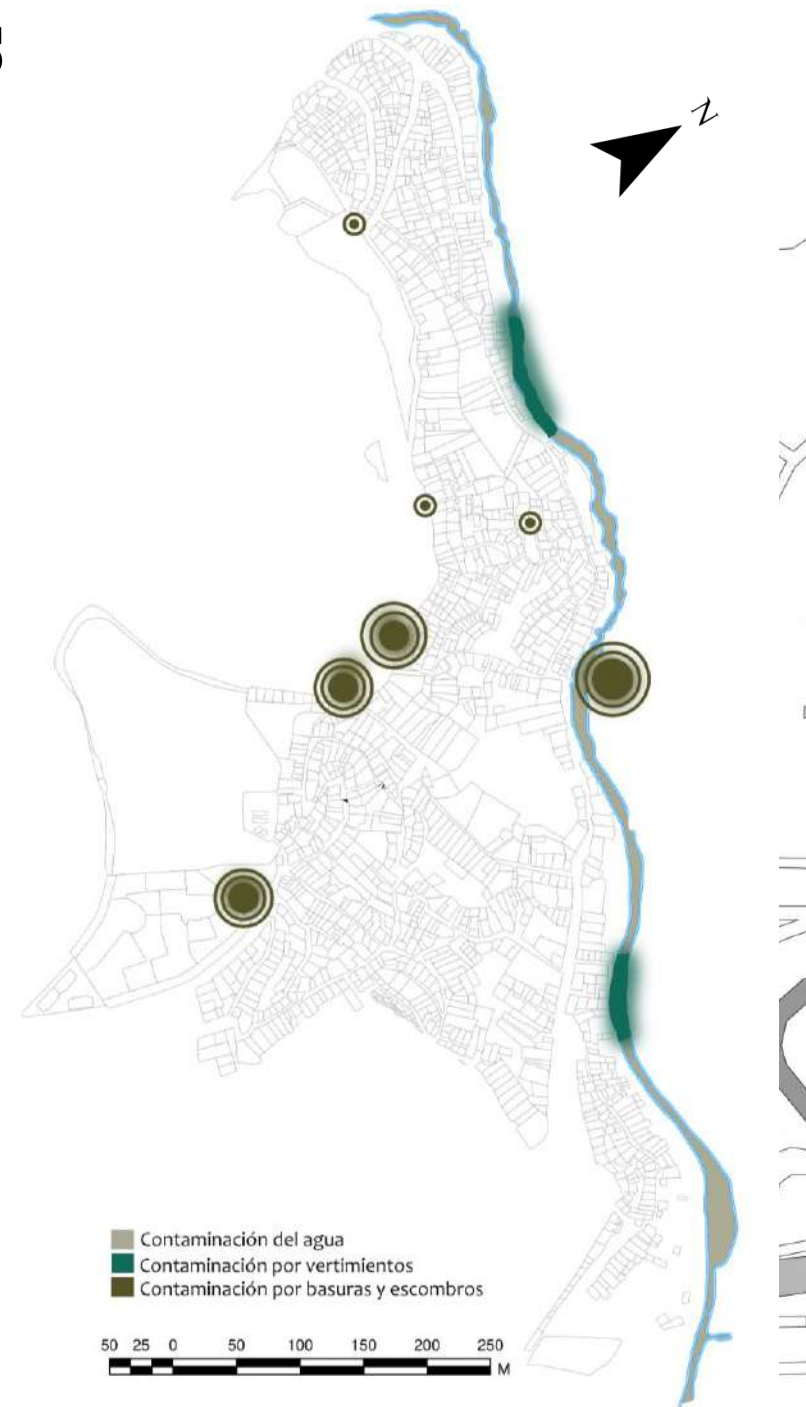 N
Contaminación del agua
Contaminación por vertimientos
Contaminación por basuras y escombros
50 25 0 50 100 150 200 250
M